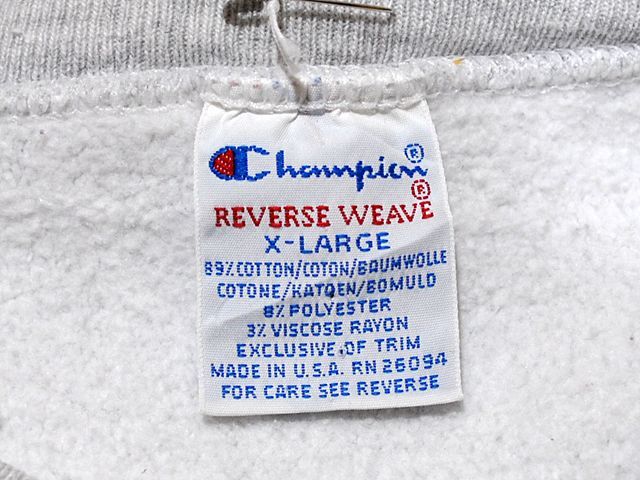 Champion®
REVERSE WEAVE®
X-LARGE
89% COTTON/COTON/BAUMWOLLE
COTONE/KATOEN/BOMULD
8% POLYESTER
3% VISCOSE RAYON
EXCLUSIVE OF TRIM
MADE IN U.S.A. RN 26094
FOR CARE SEE REVERSE